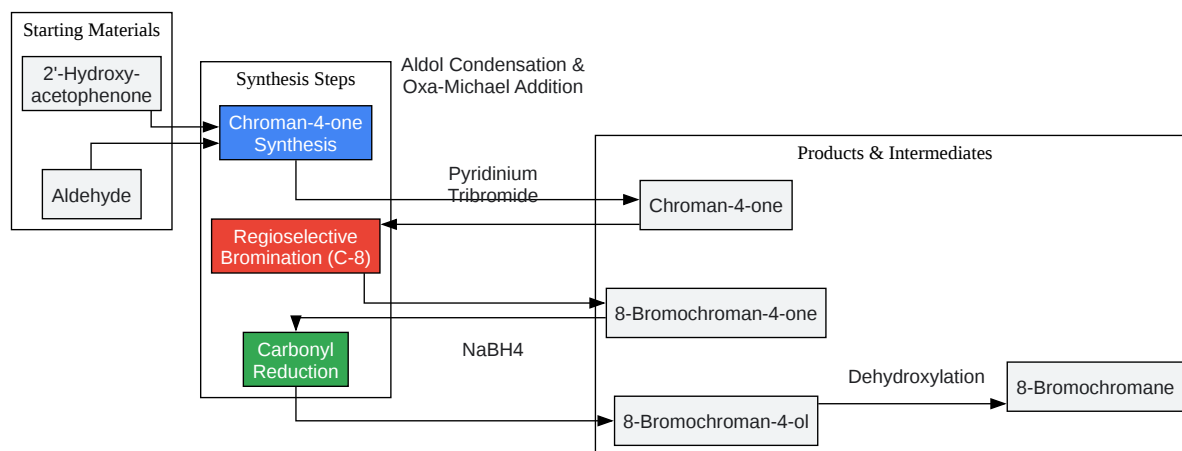 Starting Materials
2'-Hydroxy-
acetophenone
Aldehyde
Synthesis Steps
Chroman-4-one
Synthesis
Regioselective
Bromination (C-8)
Carbonyl
Reduction
Aldol Condensation &
Oxa-Michael Addition
Pyridinium
Tribromide
NaBH4
Products & Intermediates
Chroman-4-one
8-Bromochroman-4-one
8-Bromochroman-4-ol
Dehydroxylation
8-Bromochromane